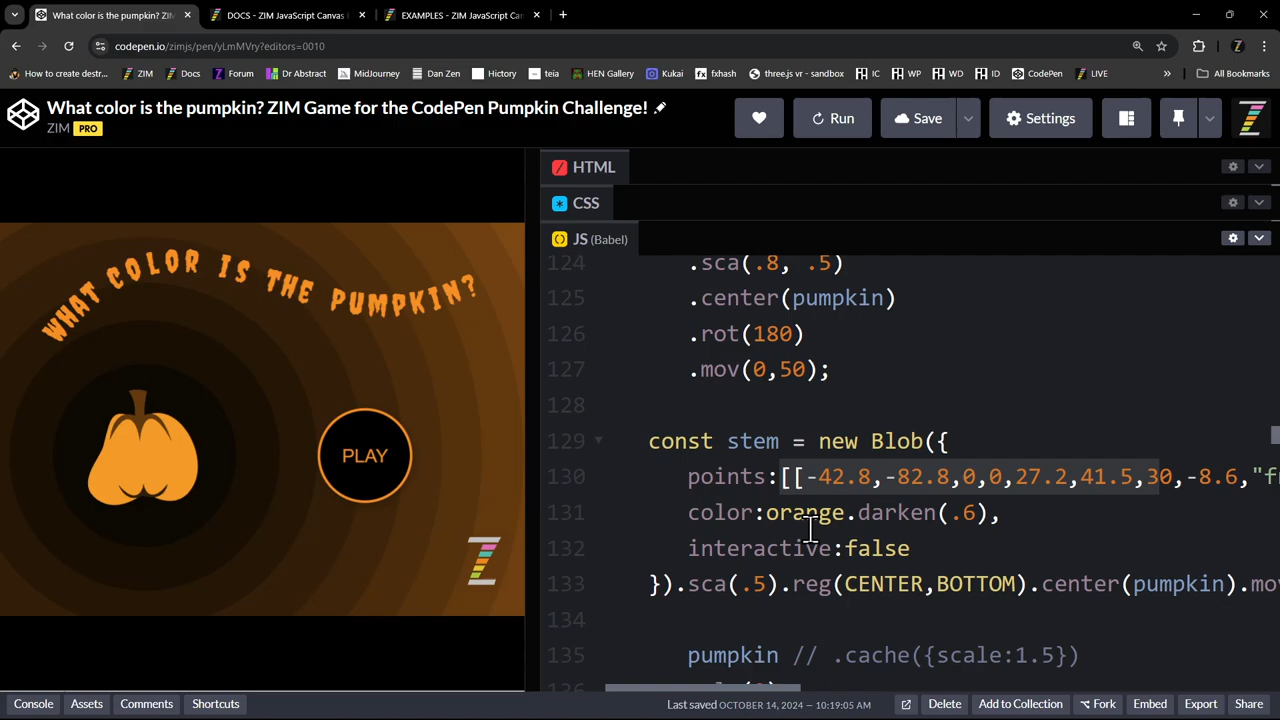 What color is the pumpkin? ZIM
DOCS - ZIM JavaScript Canvas
EXAMPLES - ZIM JavaScript Can
codepen.io/zimjs/pen/yLmMVry?editors=0010
How to create destr...
ZIM
Docs
Forum
Dr Abstract
MidJourney
Dan Zen
Hictory
teia
HEN Gallery
Kukai
fxhash
three.js vr - sandbox
IC
WP
WD
ID
CodePen
LIVE
»
All Bookmarks
What color is the pumpkin? ZIM Game for the CodePen Pumpkin Challenge!
ZIM PRO
Run
Save
Settings
HTML
CSS
JS (Babel)
WHAT COLOR IS THE PUMPKIN?
PLAY
124 .sca(.8, .5)
125 .center(pumpkin)
126 .rot(180)
127 .mov(0,50);
128
129 const stem = new Blob({
130 points:[[-42.8,-82.8,0,0,27.2,41.5,30,-8.6,"f
131 color:orange.darken(.6),
132 interactive:false
133 }).sca(.5).reg(CENTER,BOTTOM).center(pumpkin).mo
134
135 pumpkin // .cache({scale:1.5})
Console
Assets
Comments
Shortcuts
Last saved OCTOBER 14, 2024 — 10:19:05 AM
Delete
Add to Collection
Fork
Embed
Export
Share